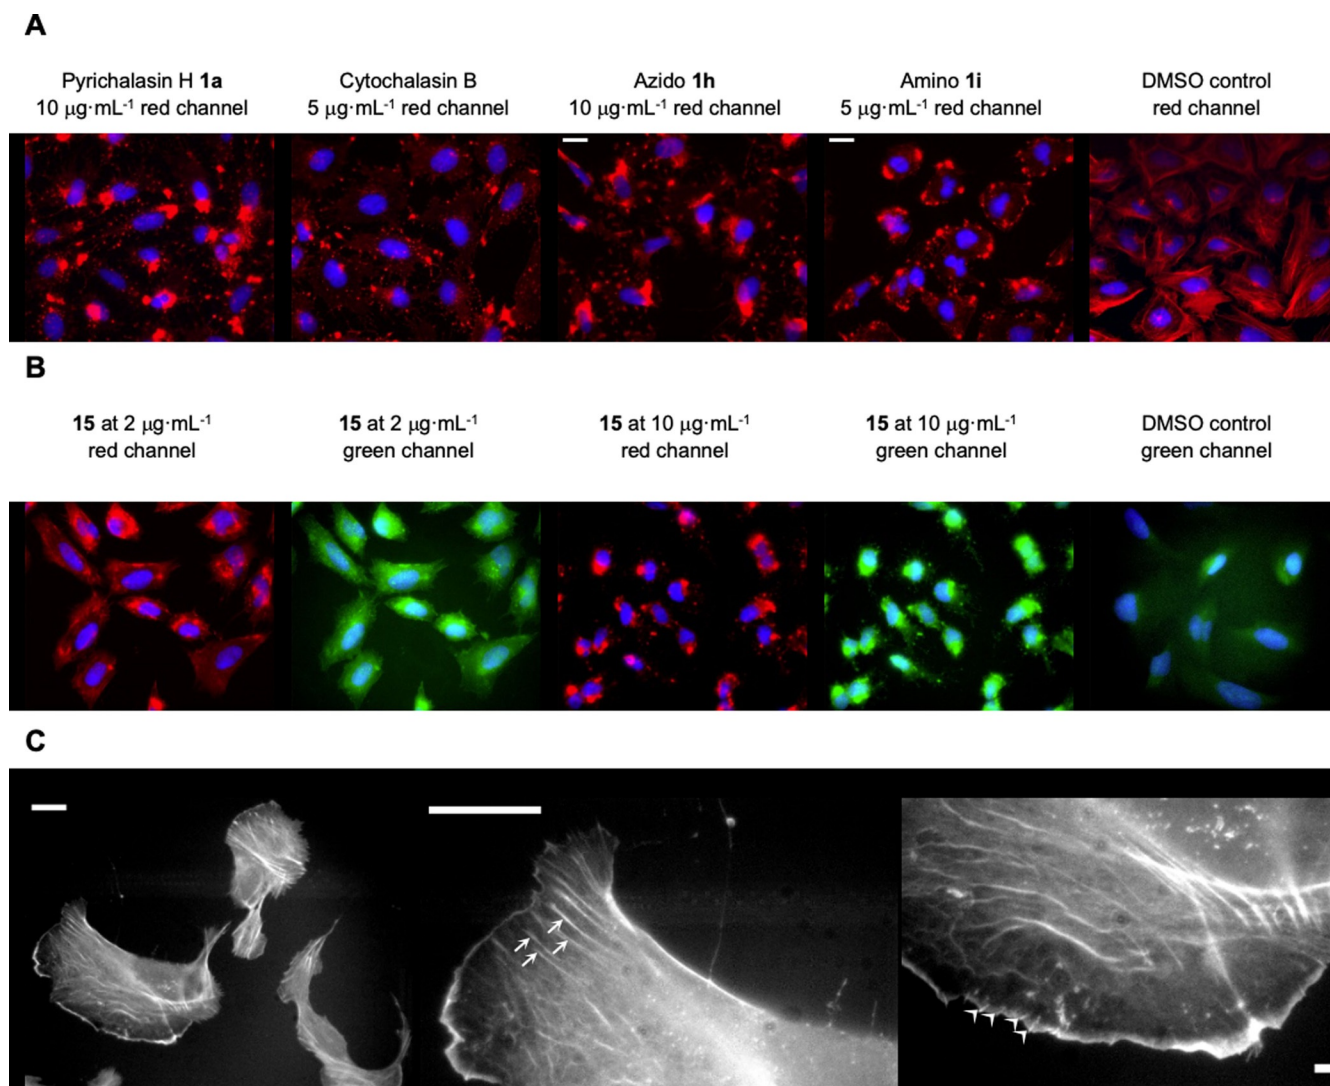 A
Pyrichalasin H 1a
10 μg·mL-1 red channel
Cytochalasin B
5 μg·mL-1 red channel
Azido 1h
10 μg·mL-1 red channel
Amino 1i
5 μg·mL-1 red channel
DMSO control
red channel
B
15 at 2 μg·mL-1
red channel
15 at 2 μg·mL-1
green channel
15 at 10 μg·mL-1
red channel
15 at 10 μg·mL-1
green channel
DMSO control
green channel
C